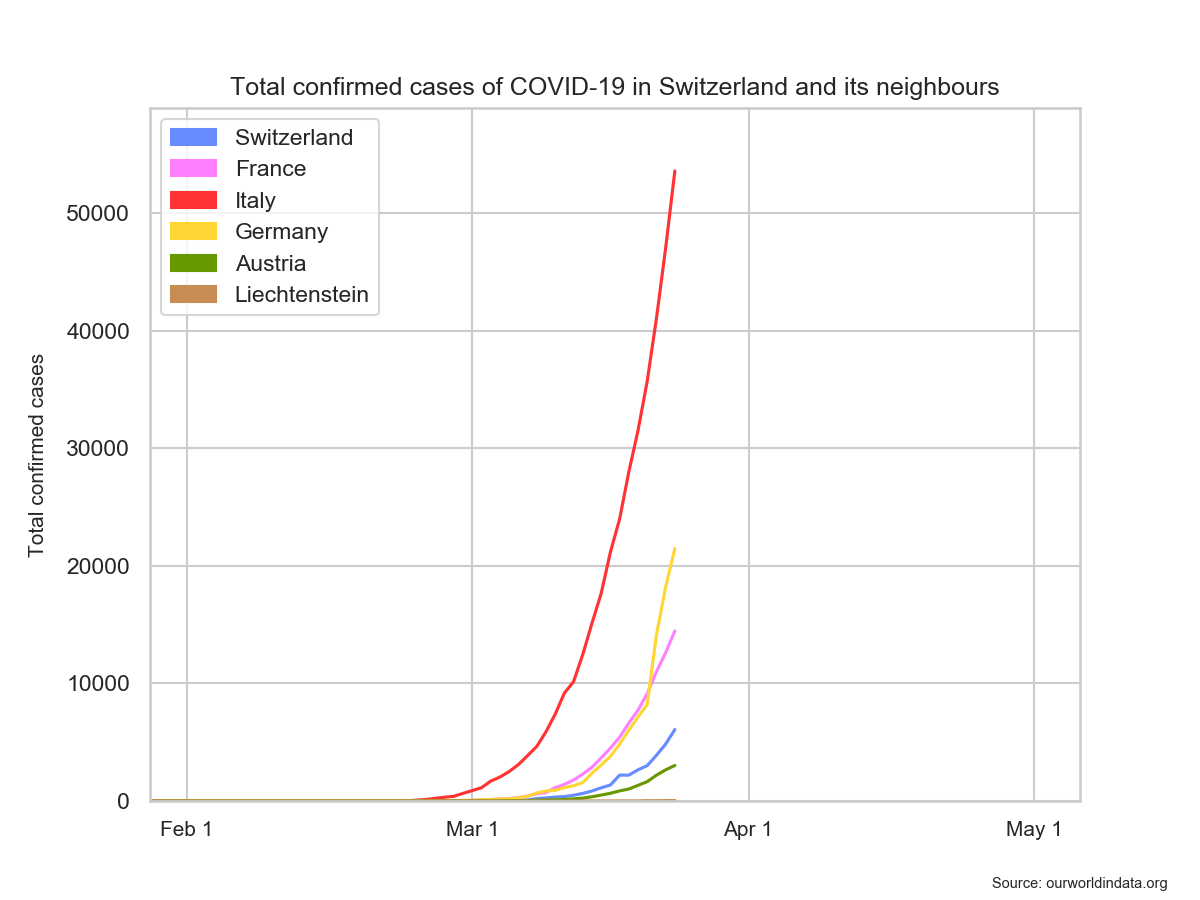 Total confirmed cases of COVID-19 in Switzerland and its neighbours
Switzerland
France
Italy
Germany
Austria
Liechtenstein
Total confirmed cases
50000
40000
30000
20000
10000
0
Feb 1
Mar 1
Apr 1
May 1
Source: ourworldindata.org